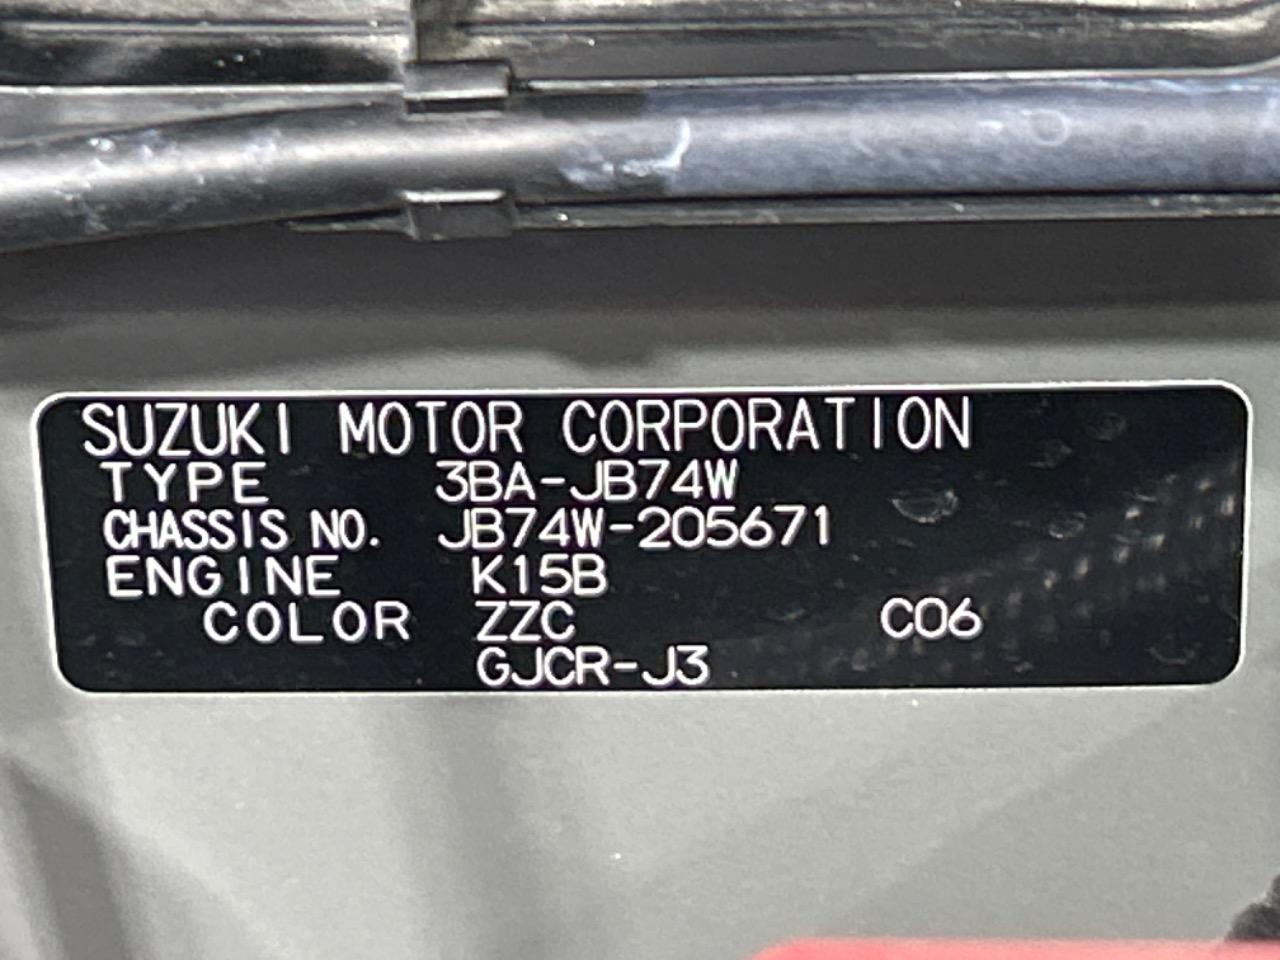 SUZUKI MOTOR CORPORATION
TYPE 3BA-JB74W
CHASSIS NO. JB74W-205671
ENGINE K15B
COLOR ZZC C06
GJCR-J3